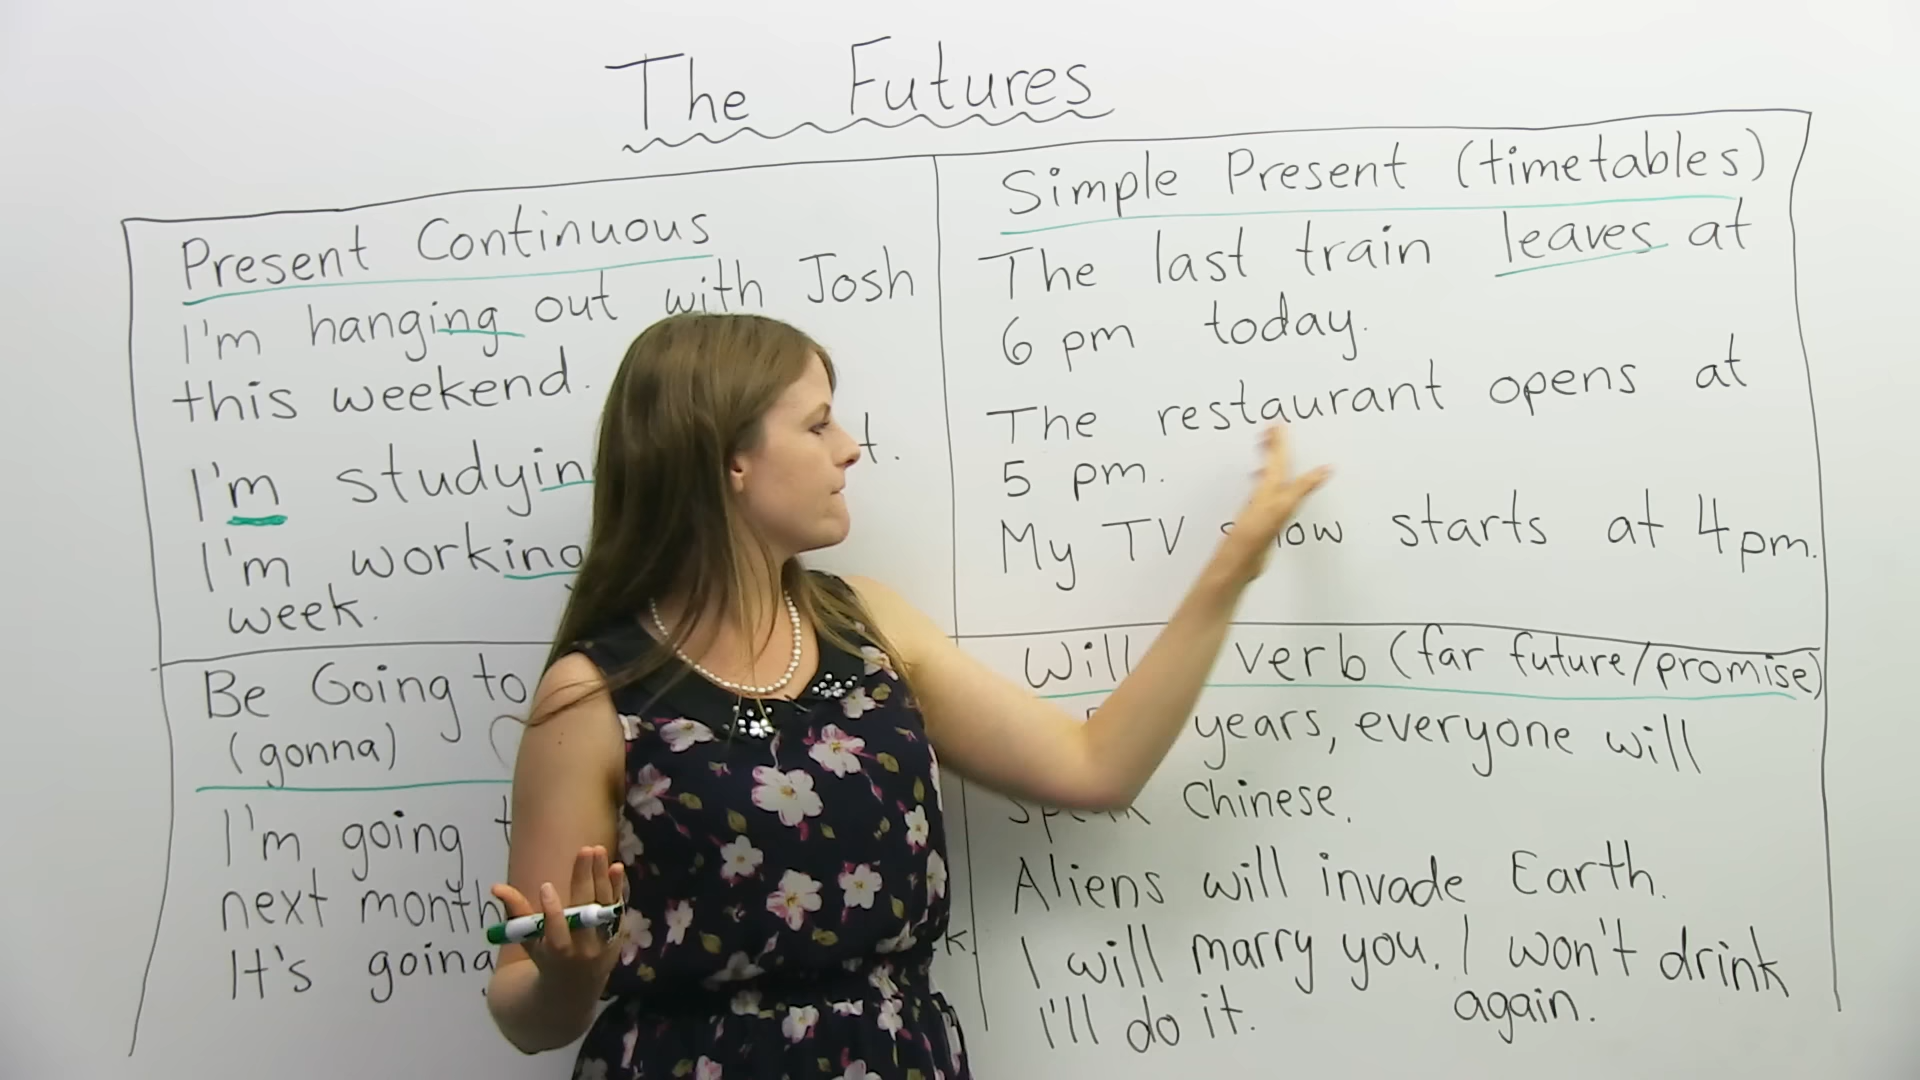 The Futures
Present Continuous
I'm hanging out with Josh
this weekend.
I'm
I'm working
week.
Simple Present (timetables)
The last train leaves at
6 pm today.
The restaurant opens at
5 pm.
My TV show starts at 4pm.
Be Going to
(gonna)
I'm going
next month
It's going
Will verb (far future/promise)
years, everyone will
speak Chinese.
Aliens will invade Earth.
I will marry you. I won't drink
I'll do it. again.